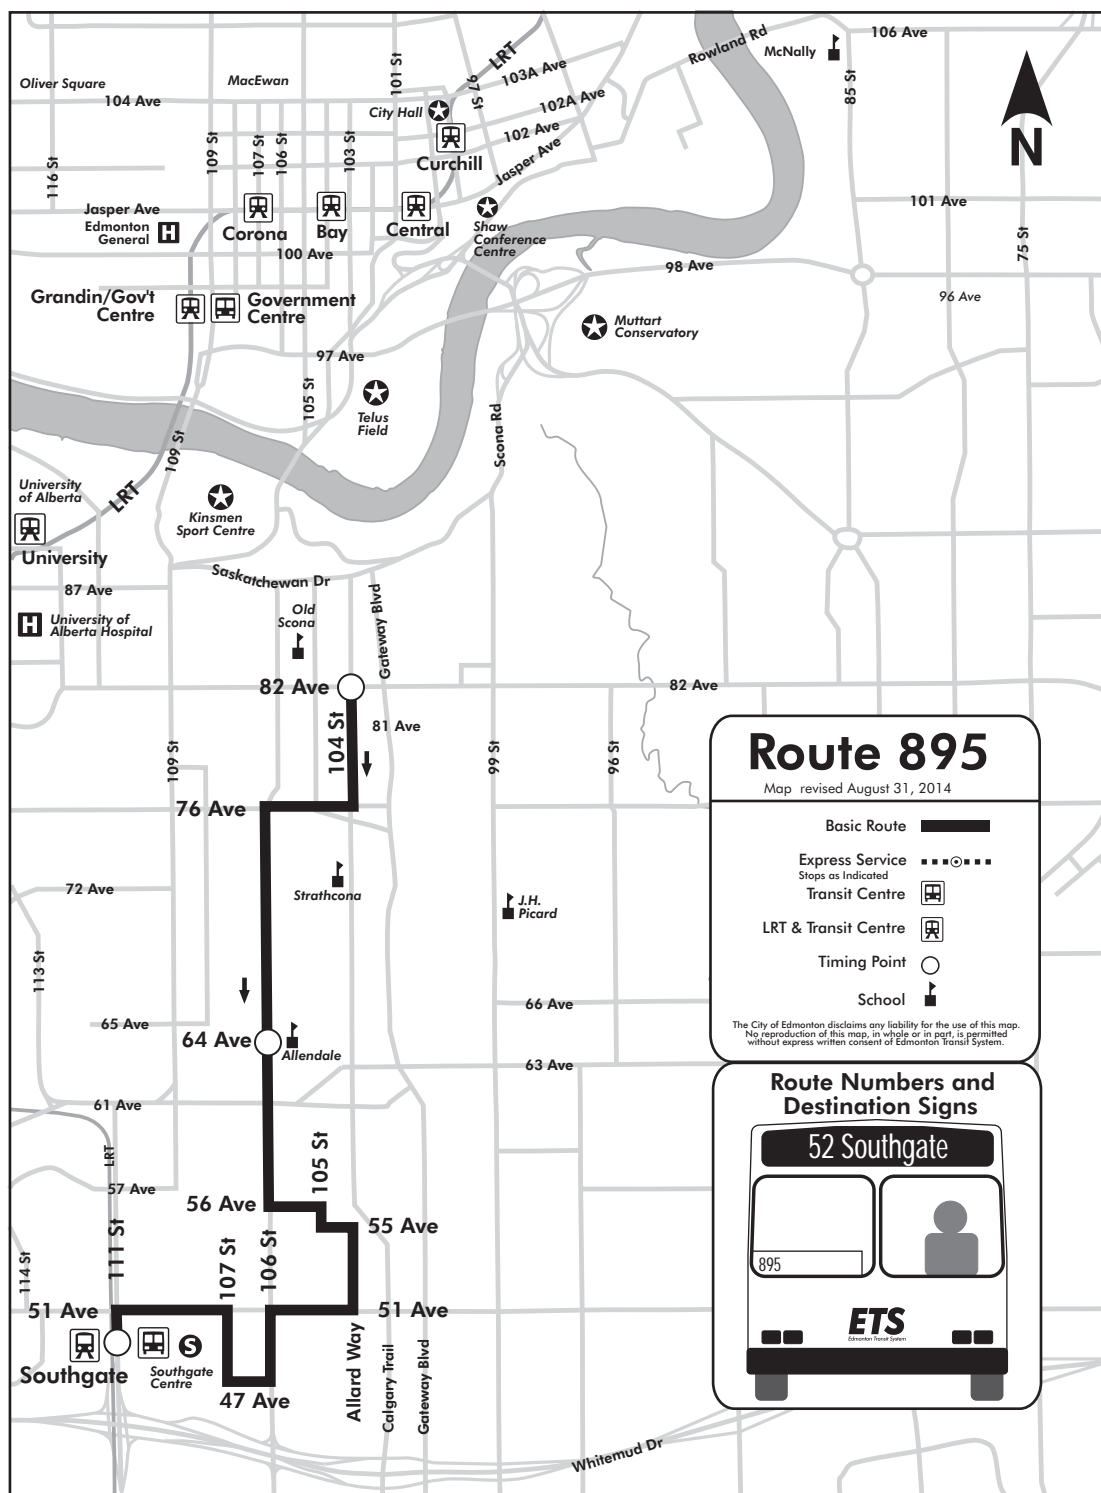 Rowland Rd
McNally
106 Ave
LRT
101 St
97 St
103A Ave
85 St
Oliver Square
MacEwan
104 Ave
City Hall
102A Ave
102 Ave
Curchill
Jasper Ave
N
116 St
109 St
107 St
106 St
103 St
Jasper Ave
Edmonton
General
H
Corona
Bay
Central
Shaw
Conference
Centre
100 Ave
101 Ave
75 St
98 Ave
96 Ave
Grandin/Gov't
Centre
Government
Centre
Muttart
Conservatory
97 Ave
105 St
Telus
Field
Scona Rd
109 St
University
of Alberta
LRT
Kinsmen
Sport Centre
University
Saskatchewan Dr
87 Ave
Old
Scona
Gateway Blvd
H
University of
Alberta Hospital
82 Ave
82 Ave
104 St
81 Ave
109 St
99 St
96 St
76 Ave
72 Ave
Strathcona
J.H.
Picard
113 St
66 Ave
65 Ave
64 Ave
Allendale
63 Ave
61 Ave
LRT
105 St
57 Ave
56 Ave
55 Ave
111 St
107 St
106 St
114 St
51 Ave
51 Ave
S
Southgate
Southgate
Centre
47 Ave
Allard Way
Calgary Trail
Gateway Blvd
Whitemud Dr
Route 895
Map revised August 31, 2014
Basic Route
Express Service
Stops as Indicated
Transit Centre
LRT & Transit Centre
Timing Point
School
The City of Edmonton disclaims any liability for the use of this map.
No reproduction of this map, in whole or in part, is permitted
without express written consent of Edmonton Transit System.
Route Numbers and
Destination Signs
52 Southgate
895
ETS
Edmonton Transit System